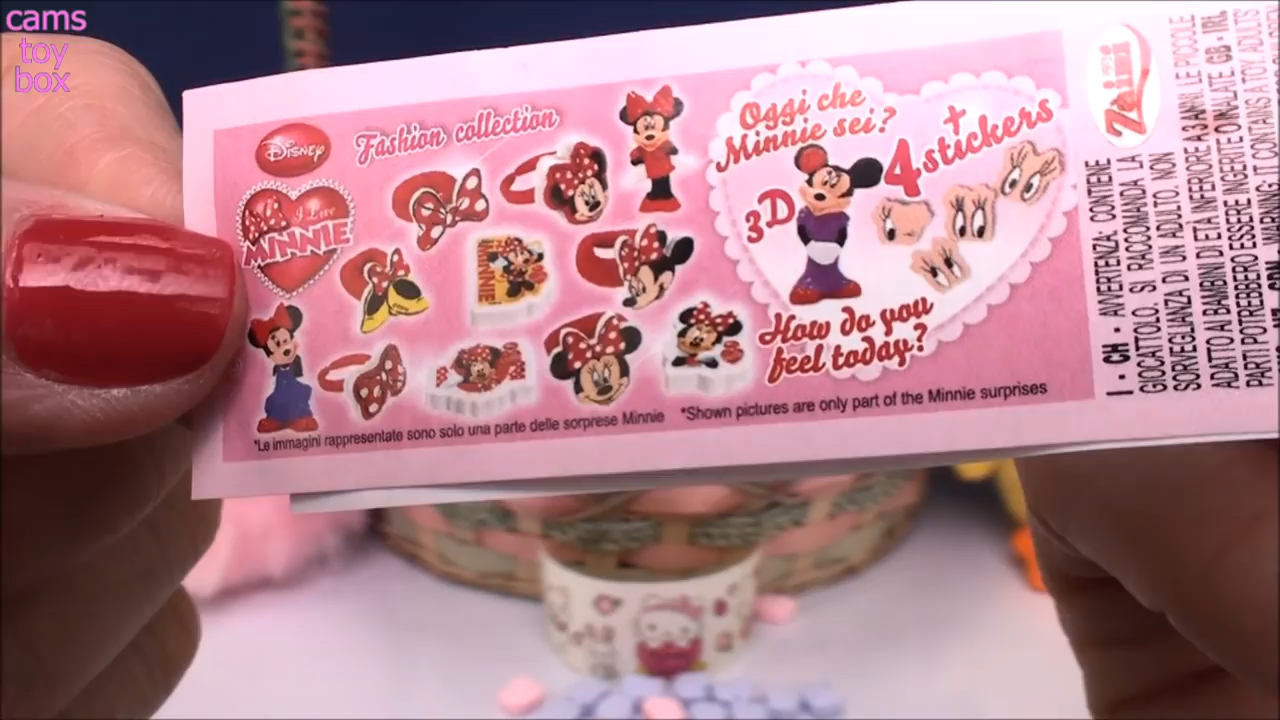 cams
toy
box
Disney
Fashion collection
I Love
MINNIE
MINNIE
Oggi che
Minnie sei?
3D
+
4 stickers
How do you
feel today?
*Le immagini rappresentate sono solo una parte delle sorprese Minnie
*Shown pictures are only part of the Minnie surprises
Zaini
I - CH - AVVERTENZA: CONTIENE
GIOCATTOLO. SI RACCOMANDA LA
SORVEGLIANZA DI UN ADULTO. NON
ADATTO AI BAMBINI DI ETÀ INFERIORE A 3 ANNI. LE PICCOLE
PARTI POTREBBERO ESSERE INGERITE O INALATE GB - IRL
WARNING: IT CONTAINS A TOY. ADULTS